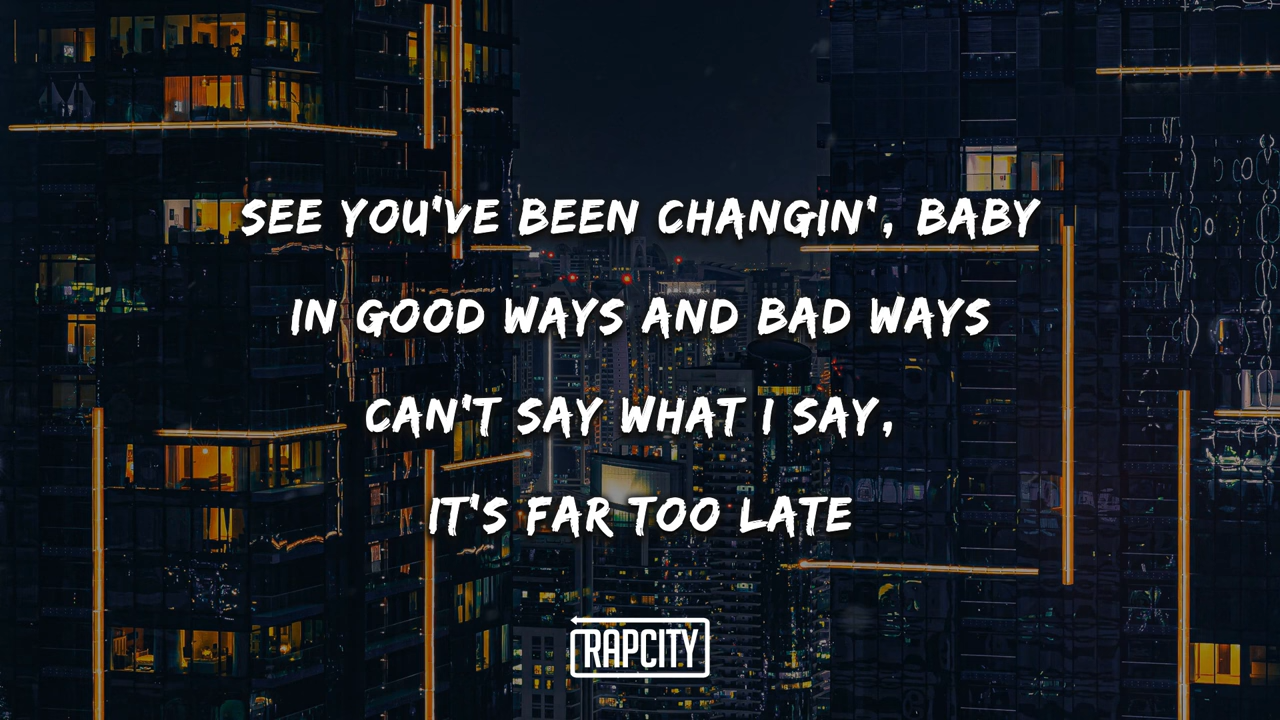 SEE YOU'VE BEEN CHANGIN', BABY
IN GOOD WAYS AND BAD WAYS
CAN'T SAY WHAT I SAY,
IT'S FAR TOO LATE
RAPCITY